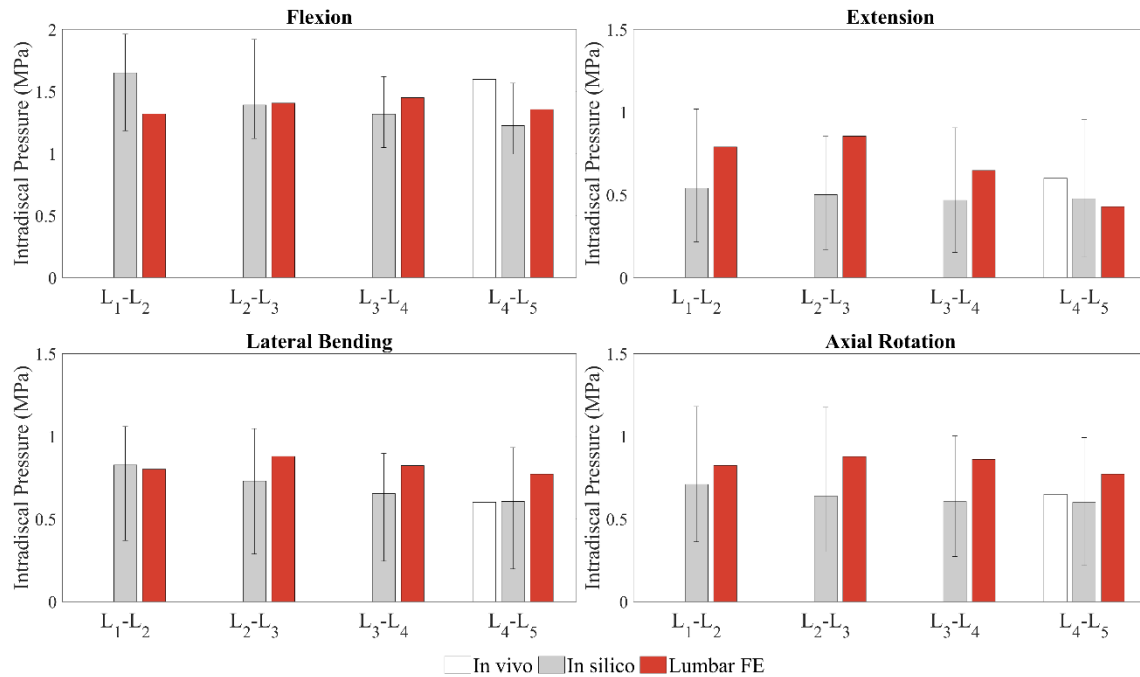 Flexion
Intradiscal Pressure (MPa)
2
1.5
1
0.5
0
L₁-L₂
L₂-L₃
L₃-L₄
L₄-L₅
Extension
Intradiscal Pressure (MPa)
1.5
1
0.5
0
L₁-L₂
L₂-L₃
L₃-L₄
L₄-L₅
Lateral Bending
Intradiscal Pressure (MPa)
1.5
1
0.5
0
L₁-L₂
L₂-L₃
L₃-L₄
L₄-L₅
Axial Rotation
Intradiscal Pressure (MPa)
1.5
1
0.5
0
L₁-L₂
L₂-L₃
L₃-L₄
L₄-L₅
In vivo In silico Lumbar FE